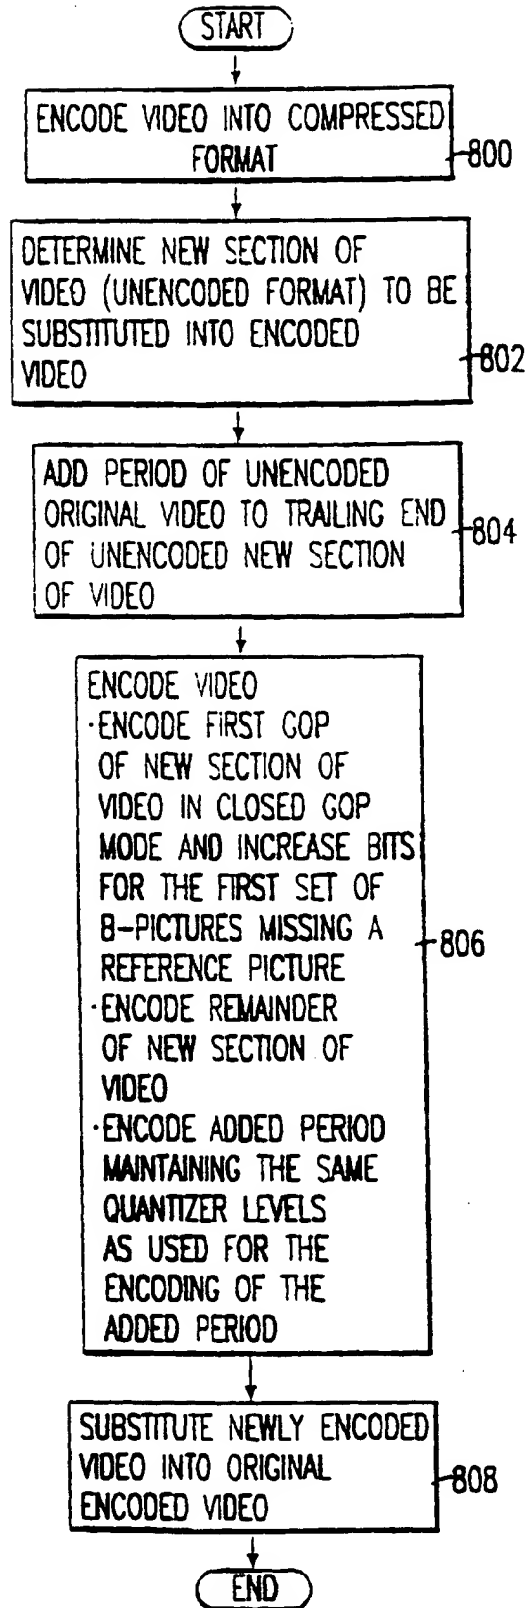 START
ENCODE VIDEO INTO COMPRESSED
FORMAT
800
DETERMINE NEW SECTION OF
VIDEO (UNENCODED FORMAT) TO BE
SUBSTITUTED INTO ENCODED
VIDEO
802
ADD PERIOD OF UNENCODED
ORIGINAL VIDEO TO TRAILING END
OF UNENCODED NEW SECTION
OF VIDEO
804
ENCODE VIDEO
·ENCODE FIRST GOP
OF NEW SECTION OF
VIDEO IN CLOSED GOP
MODE AND INCREASE BITS
FOR THE FIRST SET OF
B-PICTURES MISSING A
REFERENCE PICTURE
·ENCODE REMAINDER
OF NEW SECTION OF
VIDEO
·ENCODE ADDED PERIOD
MAINTAINING THE SAME
QUANTIZER LEVELS
AS USED FOR THE
ENCODING OF THE
ADDED PERIOD
806
SUBSTITUTE NEWLY ENCODED
VIDEO INTO ORIGINAL
ENCODED VIDEO
808
END